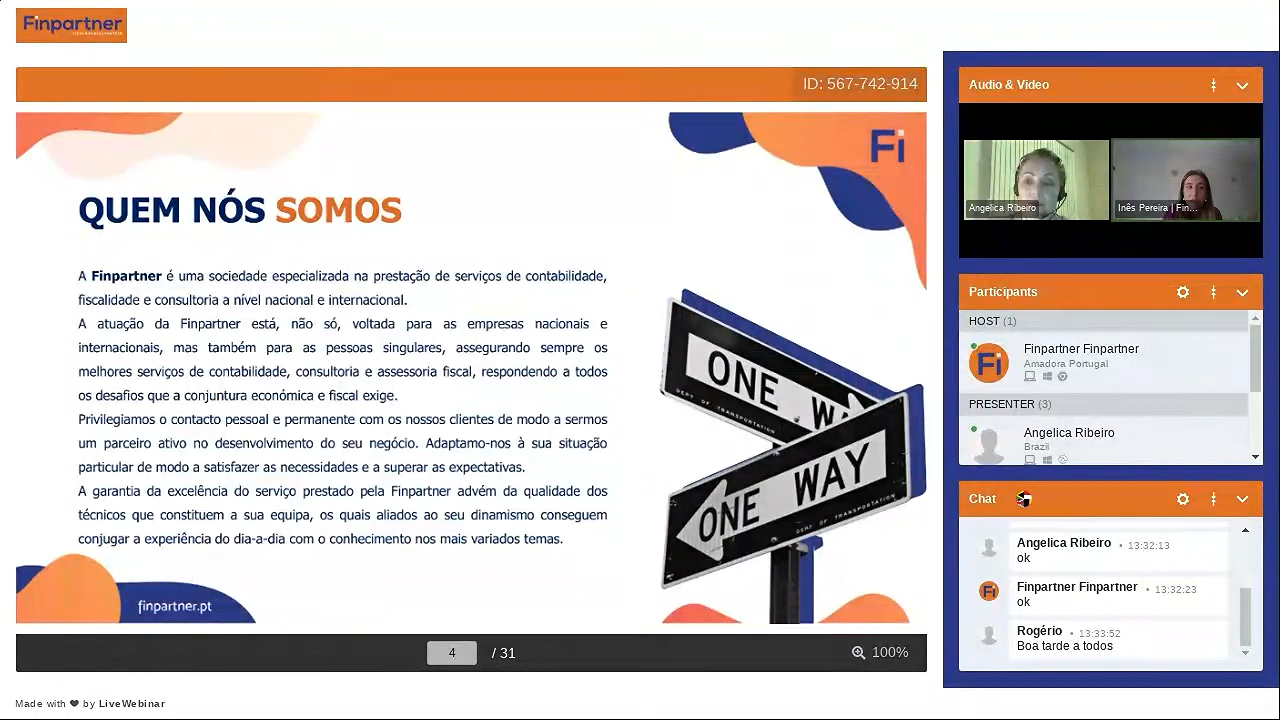 Finpartner
ID: 567-742-914
Fi
QUEM NÓS SOMOS
A Finpartner é uma sociedade especializada na prestação de serviços de contabilidade,
fiscalidade e consultoria a nível nacional e internacional.
A atuação da Finpartner está, não só, voltada para as empresas nacionais e
internacionais, mas também para as pessoas singulares, assegurando sempre os
melhores serviços de contabilidade, consultoria e assessoria fiscal, respondendo a todos
os desafios que a conjuntura económica e fiscal exige.
Privilegiamos o contacto pessoal e permanente com os nossos clientes de modo a sermos
um parceiro ativo no desenvolvimento do seu negócio. Adaptamo-nos à sua situação
particular de modo a satisfazer as necessidades e a superar as expectativas.
A garantia da excelência do serviço prestado pela Finpartner advém da qualidade dos
técnicos que constituem a sua equipa, os quais aliados ao seu dinamismo conseguem
conjugar a experiência do dia-a-dia com o conhecimento nos mais variados temas.
ONE WA
DEPT OF TRANSPORTATION
ONE WAY
DEPT OF TRANSPORTATION
finpartner.pt
4 / 31
100%
Made with ❤ by LiveWebinar
Audio & Video
Angelica Ribeiro
Inês Pereira | Fin...
Participants
HOST (1)
Fi
Finpartner Finpartner
Amadora Portugal
PRESENTER (3)
Angelica Ribeiro
Brazil
Chat
Angelica Ribeiro • 13:32:13
ok
Fi
Finpartner Finpartner • 13:32:23
ok
Rogério • 13:33:52
Boa tarde a todos